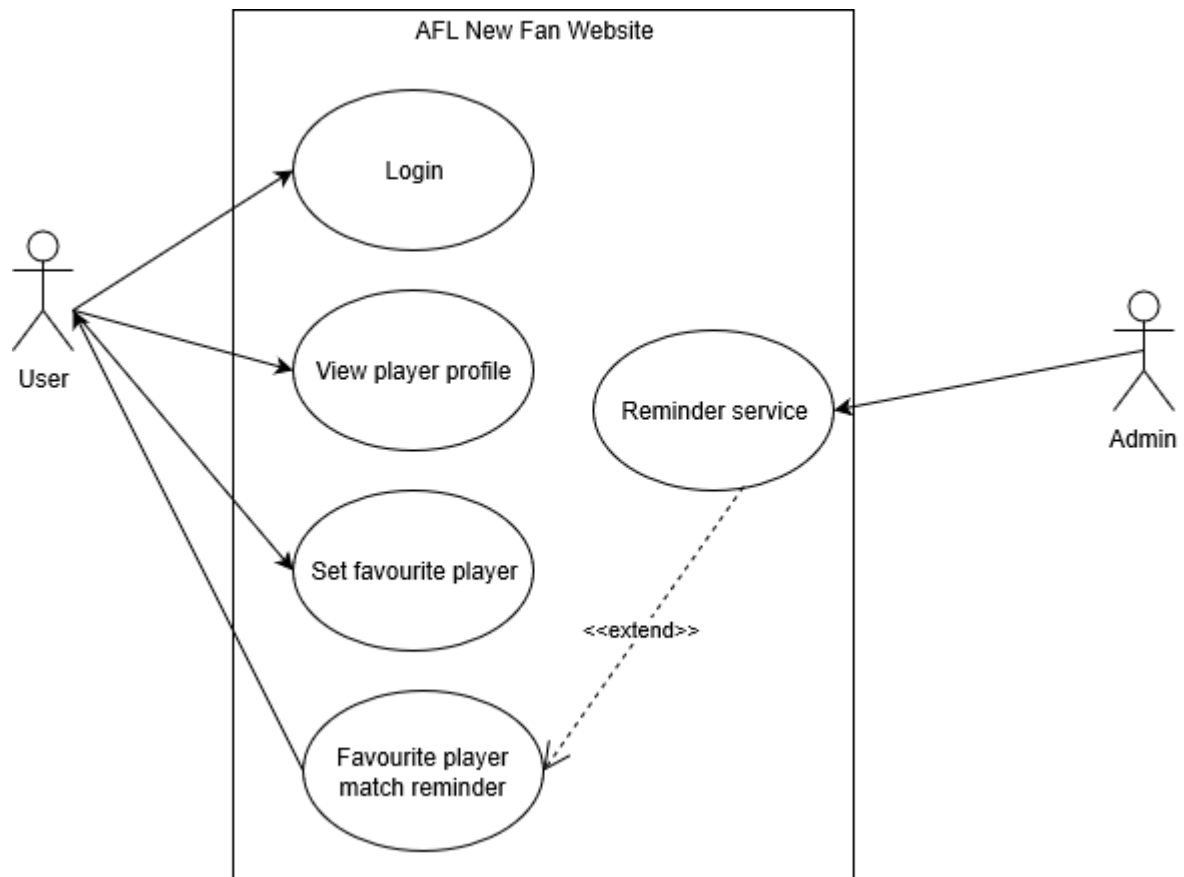 AFL New Fan Website
Login
User
View player profile
Reminder service
Admin
Set favourite player
<<extend>>
Favourite player
match reminder